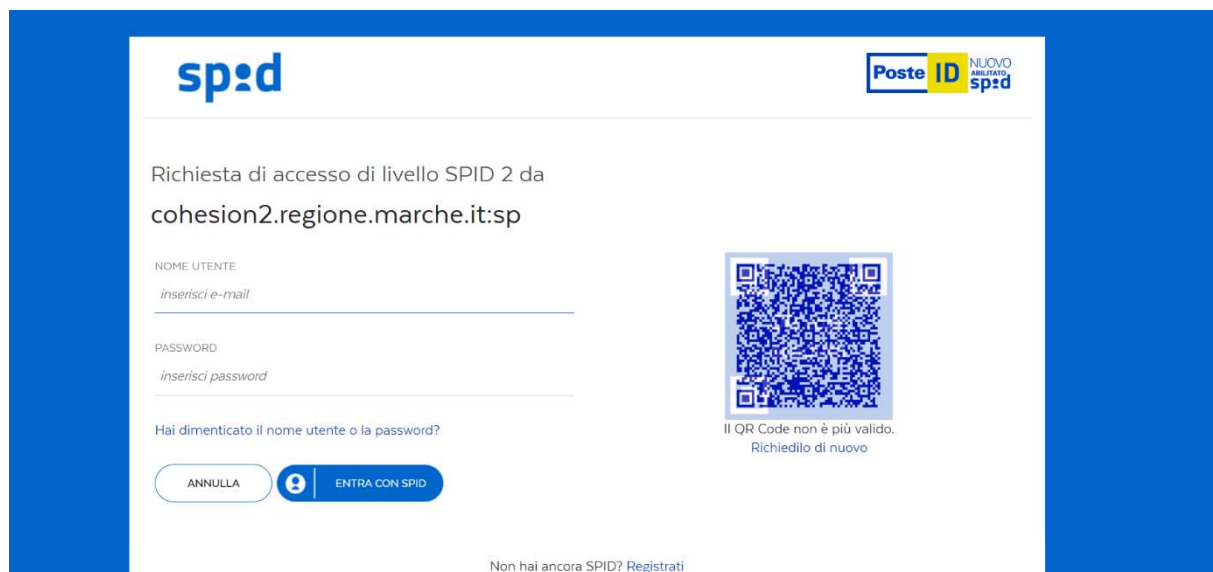 spid
Poste ID NUOVO
ABILITATO
spid
Richiesta di accesso di livello SPID 2 da
cohesion2.regione.marche.it:sp
NOME UTENTE
inserisci e-mail
PASSWORD
inserisci password
Hai dimenticato il nome utente o la password?
Il QR Code non è più valido.
Richiedilo di nuovo
ANNULLA
ENTRA CON SPID
Non hai ancora SPID? Registrati